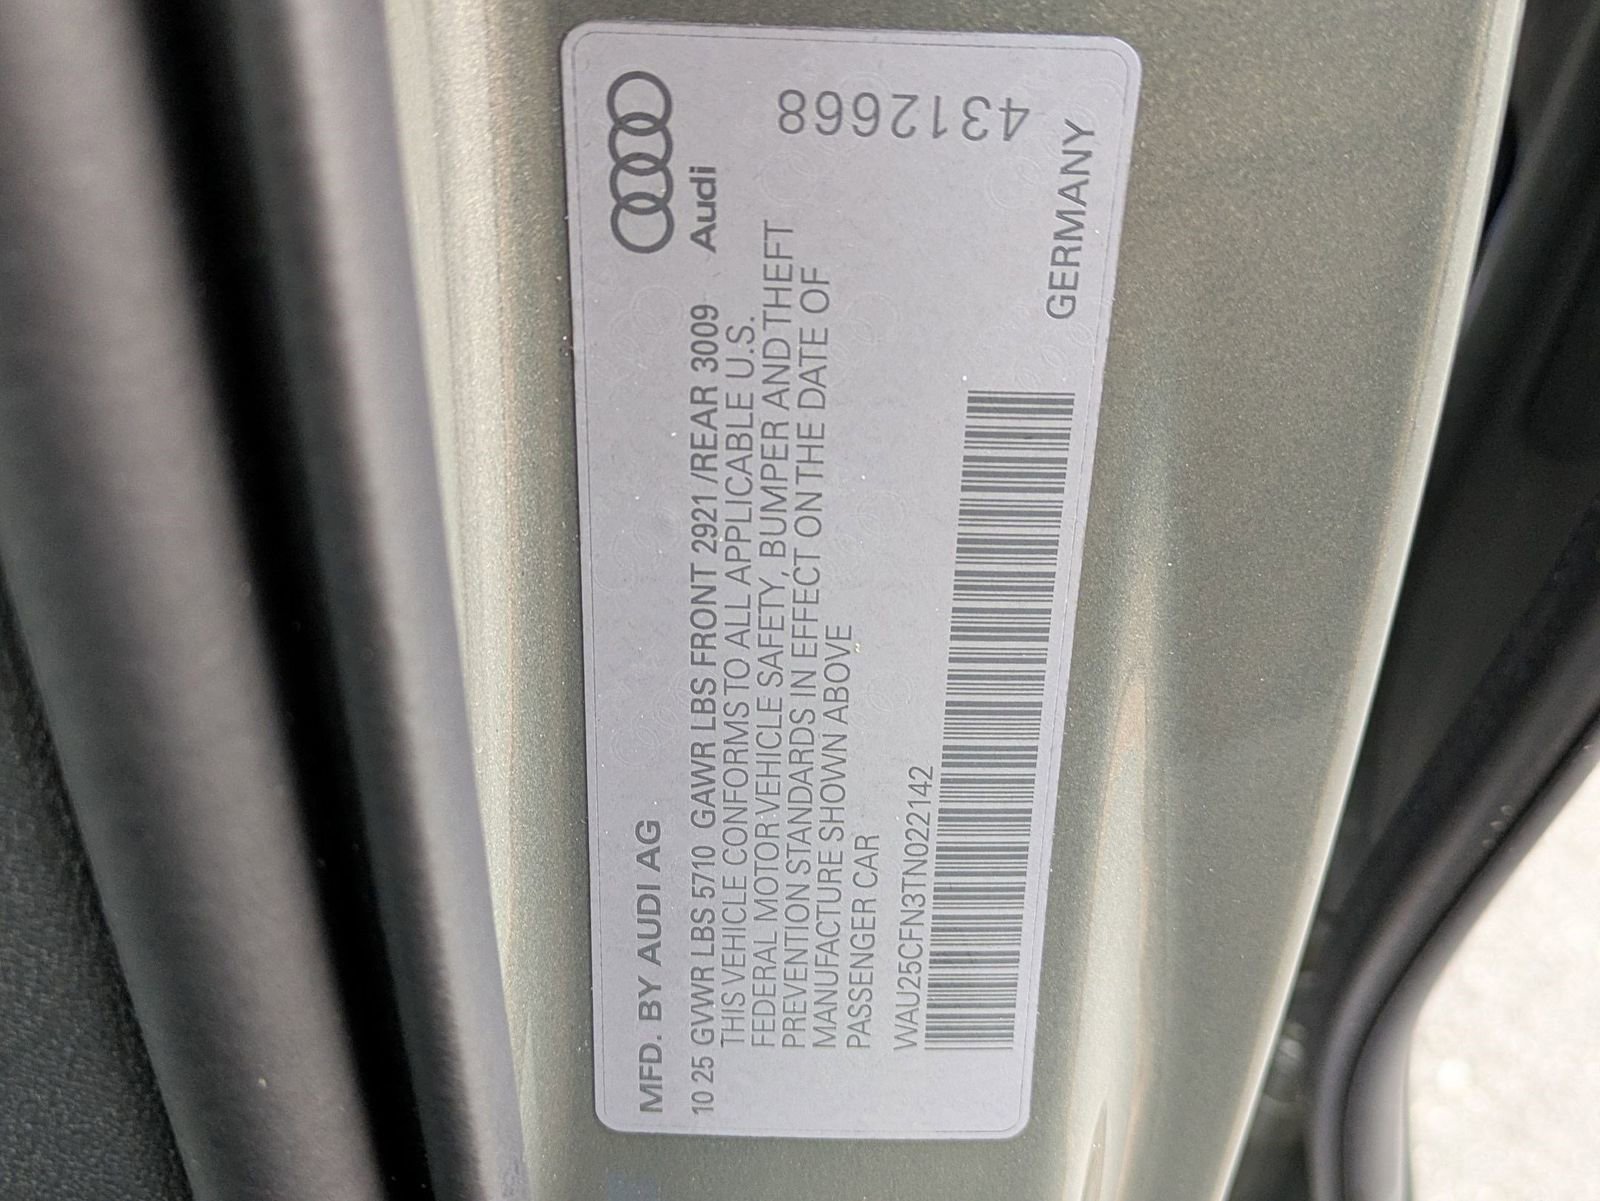 MFD. BY AUDI AG
10 25 GVWR LBS 5710 GAWR LBS FRONT 2921 /REAR 3009
THIS VEHICLE CONFORMS TO ALL APPLICABLE U.S.
FEDERAL MOTOR VEHICLE SAFETY, BUMPER AND THEFT
PREVENTION STANDARDS IN EFFECT ON THE DATE OF
MANUFACTURE SHOWN ABOVE
PASSENGER CAR
WAU25CFN3TN022142
Audi
4312668
GERMANY